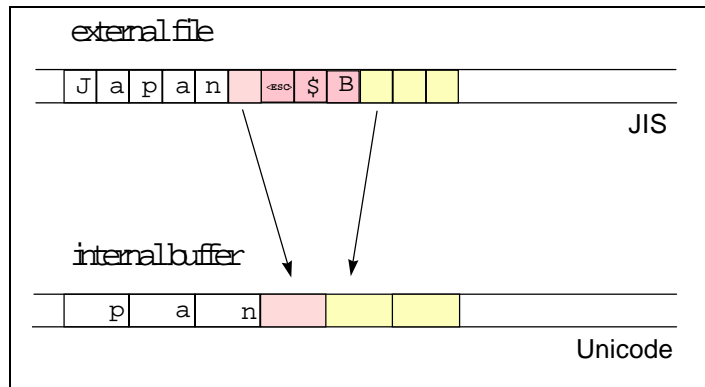 external file
J a p a n <ESC> $ B
JIS
internal buffer
p a n
Unicode